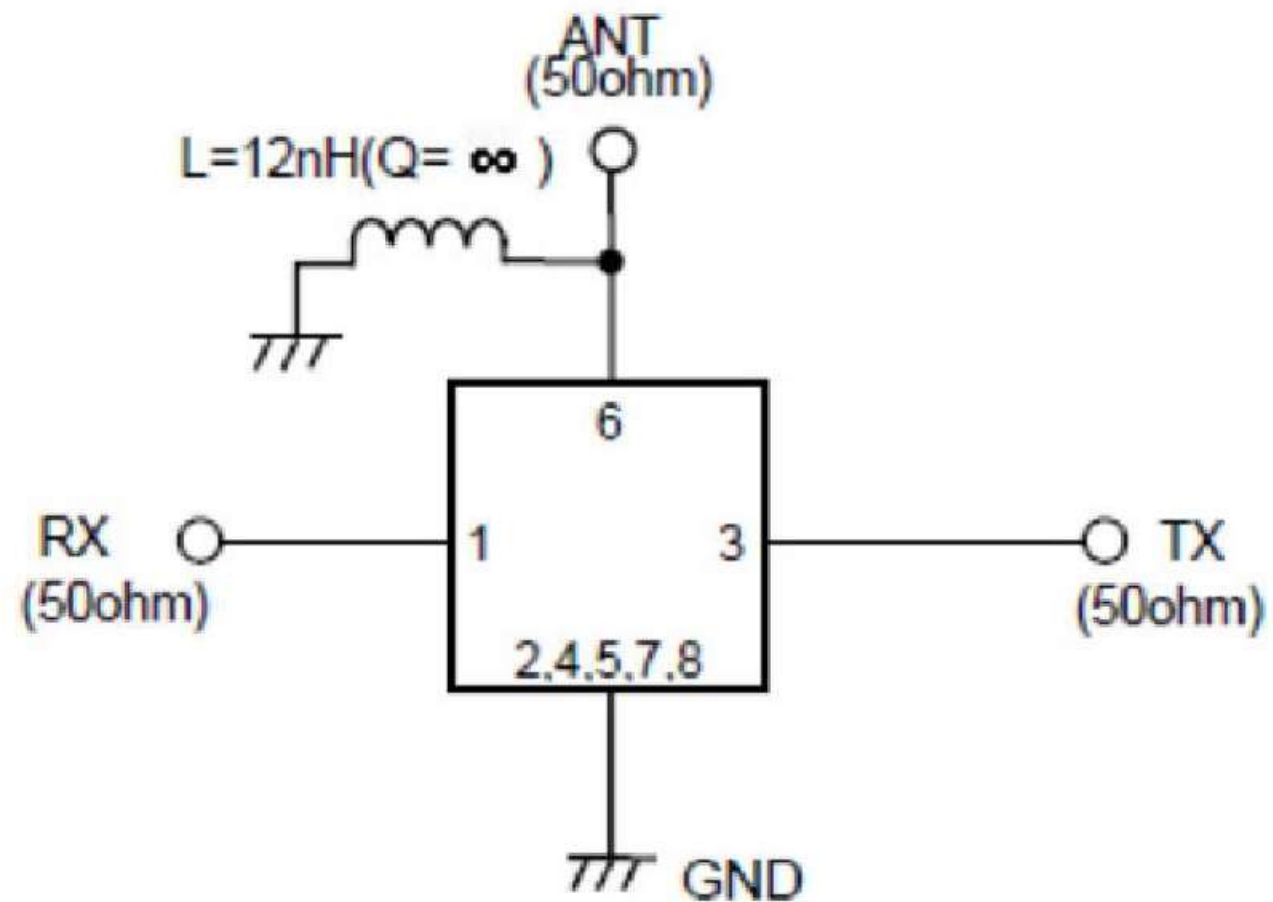 ANT
(50ohm)
L=12nH(Q= ∞ )
6
RX
(50ohm)
1
3
TX
(50ohm)
2,4,5,7,8
GND